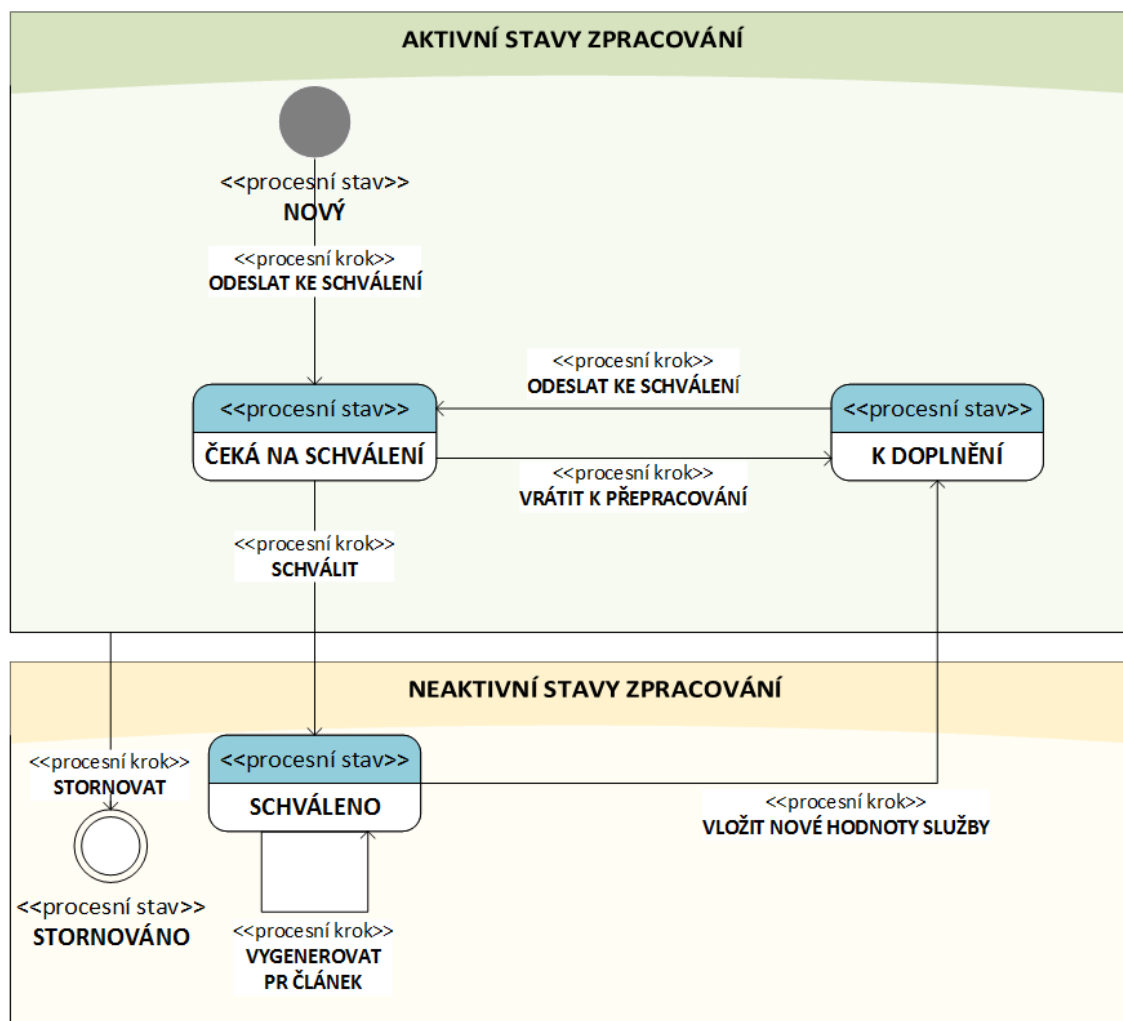 AKTIVNÍ STAVY ZPRACOVÁNÍ
<<procesní stav>>
NOVÝ
<<procesní krok>>
ODESLAT KE SCHVÁLENÍ
<<procesní krok>>
ODESLAT KE SCHVÁLENÍ
<<procesní stav>>
ČEKÁ NA SCHVÁLENÍ
<<procesní stav>>
K DOPLNĚNÍ
<<procesní krok>>
VRÁTIT K PŘEPRACOVÁNÍ
<<procesní krok>>
SCHVÁLIT
NEAKTIVNÍ STAVY ZPRACOVÁNÍ
<<procesní krok>>
STORNOVAT
<<procesní stav>>
SCHVÁLENO
<<procesní krok>>
VLOŽIT NOVÉ HODNOTY SLUŽBY
<<procesní stav>>
STORNOVÁNO
<<procesní krok>>
VYGENEROVAT
PR ČLÁNEK